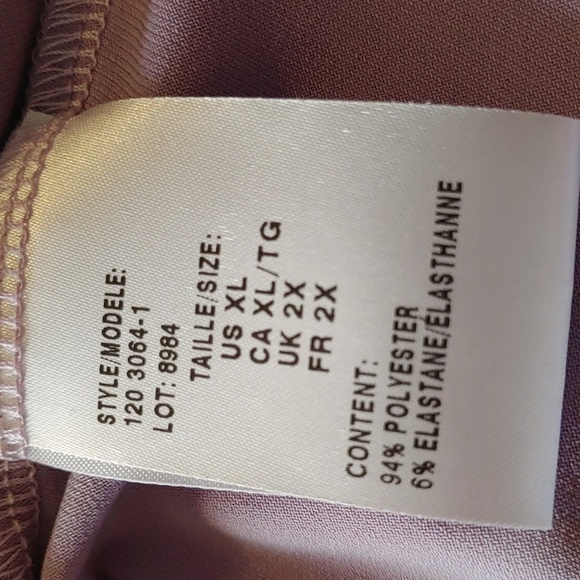 STYLE/MODELE:
120 3064-1
LOT: 8984
TAILLE/SIZE:
US XL
CA XL/TG
UK 2X
FR 2X
CONTENT:
94% POLYESTER
6% ELASTANE/ÉLASTHANNE